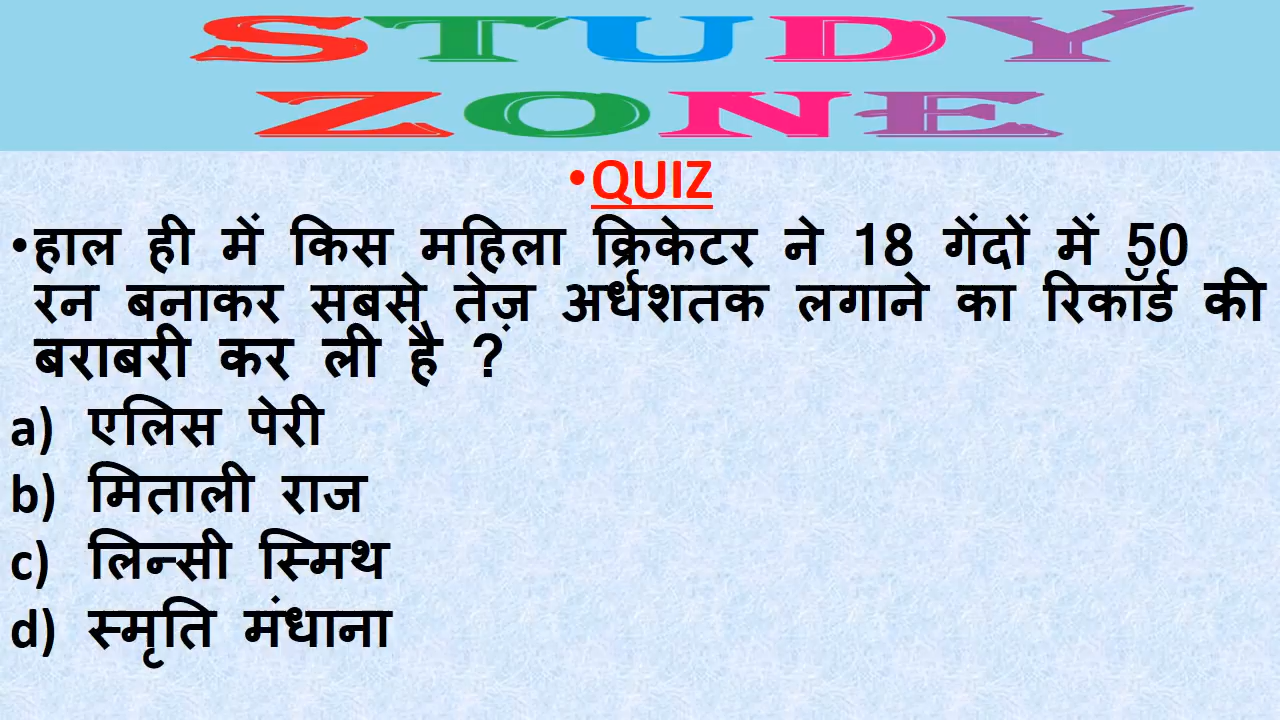 STUDY
ZONE
•QUIZ
•हाल ही में किस महिला क्रिकेटर ने 18 गेंदों में 50
रन बनाकर सबसे तेज़ अर्धशतक लगाने का रिकॉर्ड की
बराबरी कर ली है ?
a) एलिस पेरी
b) मिताली राज
c) लिन्सी स्मिथ
d) स्मृति मंधाना